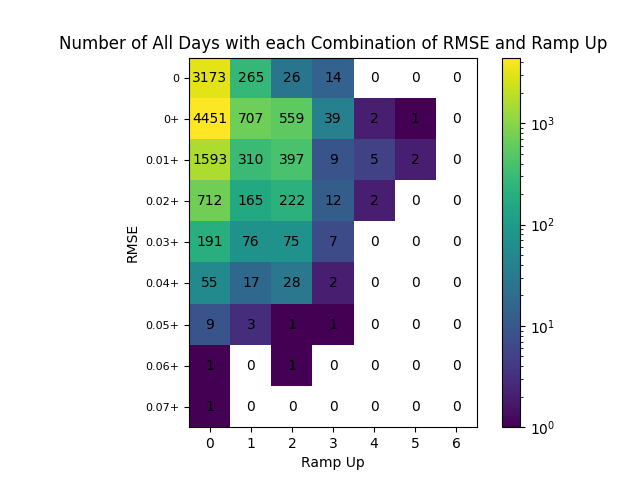 Number of All Days with each Combination of RMSE and Ramp Up
0 3173 265 26 14 0 0 0
0+ 4451 707 559 39 2 1 0
0.01+ 1593 310 397 9 5 2 0
0.02+ 712 165 222 12 2 0 0
0.03+ 191 76 75 7 0 0 0
0.04+ 55 17 28 2 0 0 0
0.05+ 9 3 1 1 0 0 0
0.06+ 1 0 1 0 0 0 0
0.07+ 1 0 0 0 0 0 0
0 1 2 3 4 5 6
Ramp Up
RMSE
10³
10²
10¹
10⁰